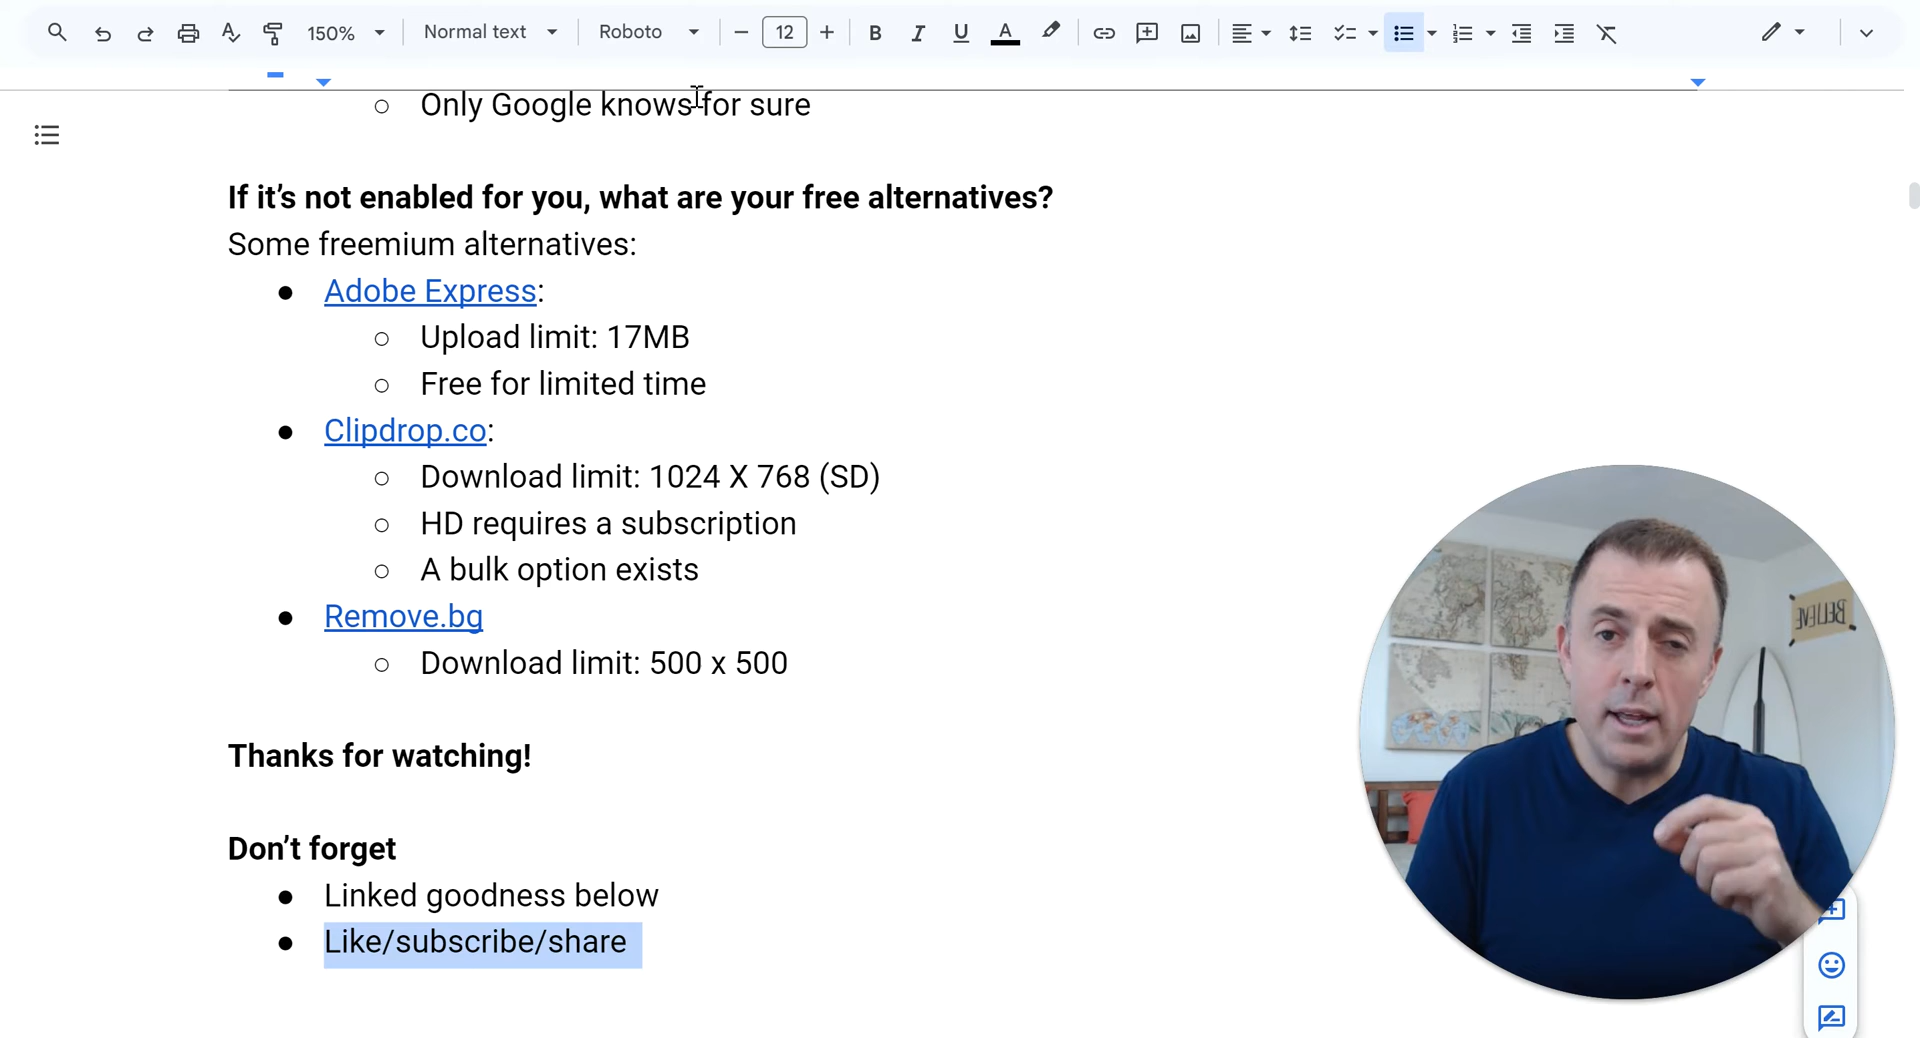 150% Normal text Roboto 12
Only Google knows for sure
If it’s not enabled for you, what are your free alternatives?
Some freemium alternatives:
Adobe Express:
Upload limit: 17MB
Free for limited time
Clipdrop.co:
Download limit: 1024 X 768 (SD)
HD requires a subscription
A bulk option exists
Remove.bg
Download limit: 500 x 500
BELIEVE
Thanks for watching!
Don’t forget
Linked goodness below
Like/subscribe/share